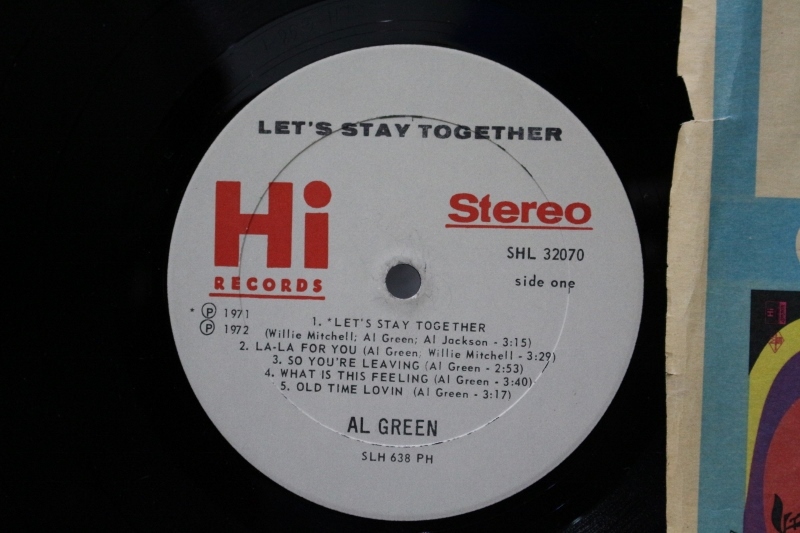 LET'S STAY TOGETHER
Hi
RECORDS
Stereo
SHL 32070
side one
* Ⓟ 1971
Ⓟ 1972
1. *LET'S STAY TOGETHER
(Willie Mitchell; Al Green; Al Jackson - 3:15)
2. LA-LA FOR YOU (Al Green, Willie Mitchell - 3:29)
3. SO YOU'RE LEAVING (Al Green - 2:53)
4. WHAT IS THIS FEELING (Al Green - 3:40)
5. OLD TIME LOVIN (Al Green - 3:17)
AL GREEN
SLH 638 PH